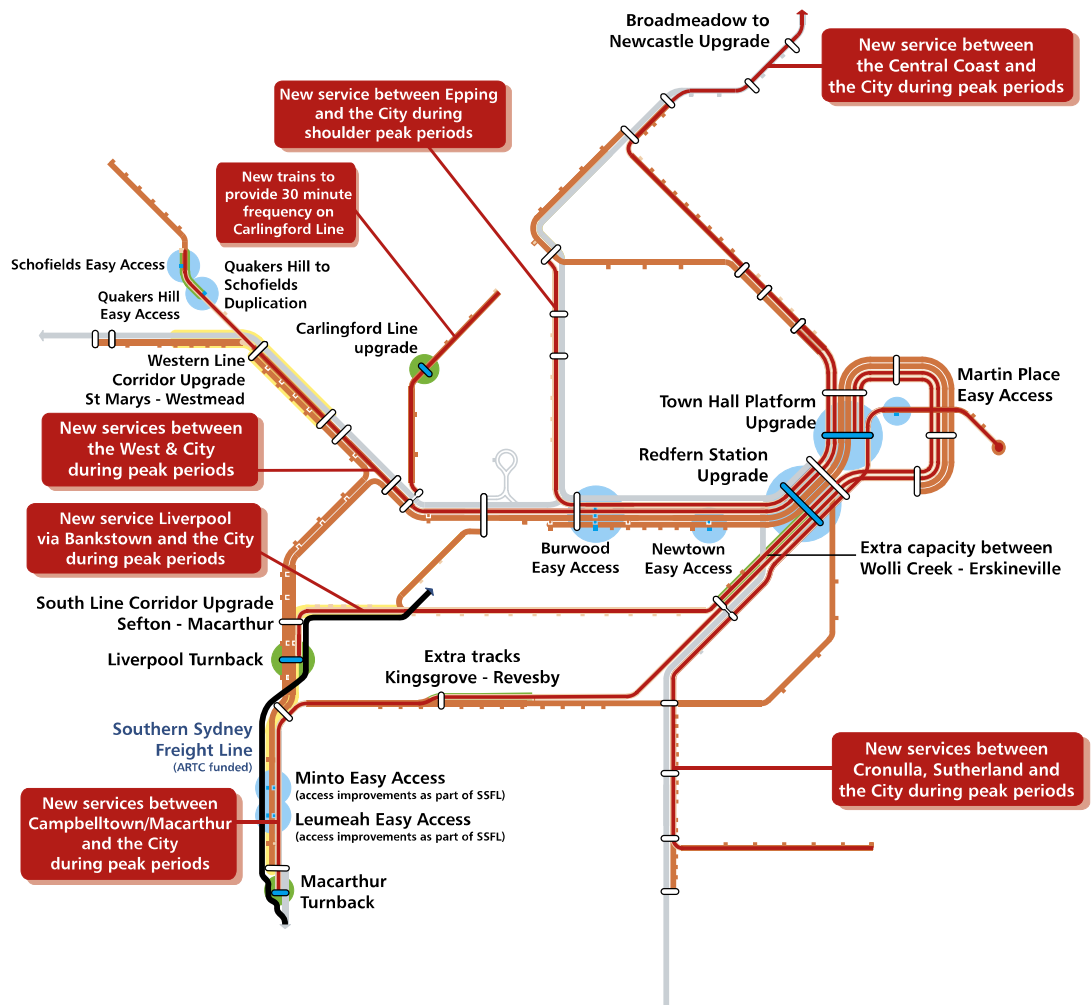 Broadmeadow to
Newcastle Upgrade
New service between
the Central Coast and
the City during peak periods
New service between Epping
and the City during
shoulder peak periods
New trains to
provide 30 minute
frequency on
Carlingford Line
Schofields Easy Access
Quakers Hill
Easy Access
Quakers Hill to
Schofields
Duplication
Carlingford Line
upgrade
Western Line
Corridor Upgrade
St Marys - Westmead
Martin Place
Easy Access
Town Hall Platform
Upgrade
Redfern Station
Upgrade
New services between
the West & City
during peak periods
New service Liverpool
via Bankstown and the City
during peak periods
Burwood
Easy Access
Newtown
Easy Access
Extra capacity between
Wolli Creek - Erskineville
South Line Corridor Upgrade
Sefton - Macarthur
Liverpool Turnback
Extra tracks
Kingsgrove - Revesby
Southern Sydney
Freight Line
(ARTC funded)
Minto Easy Access
(access improvements as part of SSFL)
Leumeah Easy Access
(access improvements as part of SSFL)
New services between
Cronulla, Sutherland and
the City during peak periods
New services between
Campbelltown/Macarthur
and the City
during peak periods
Macarthur
Turnback